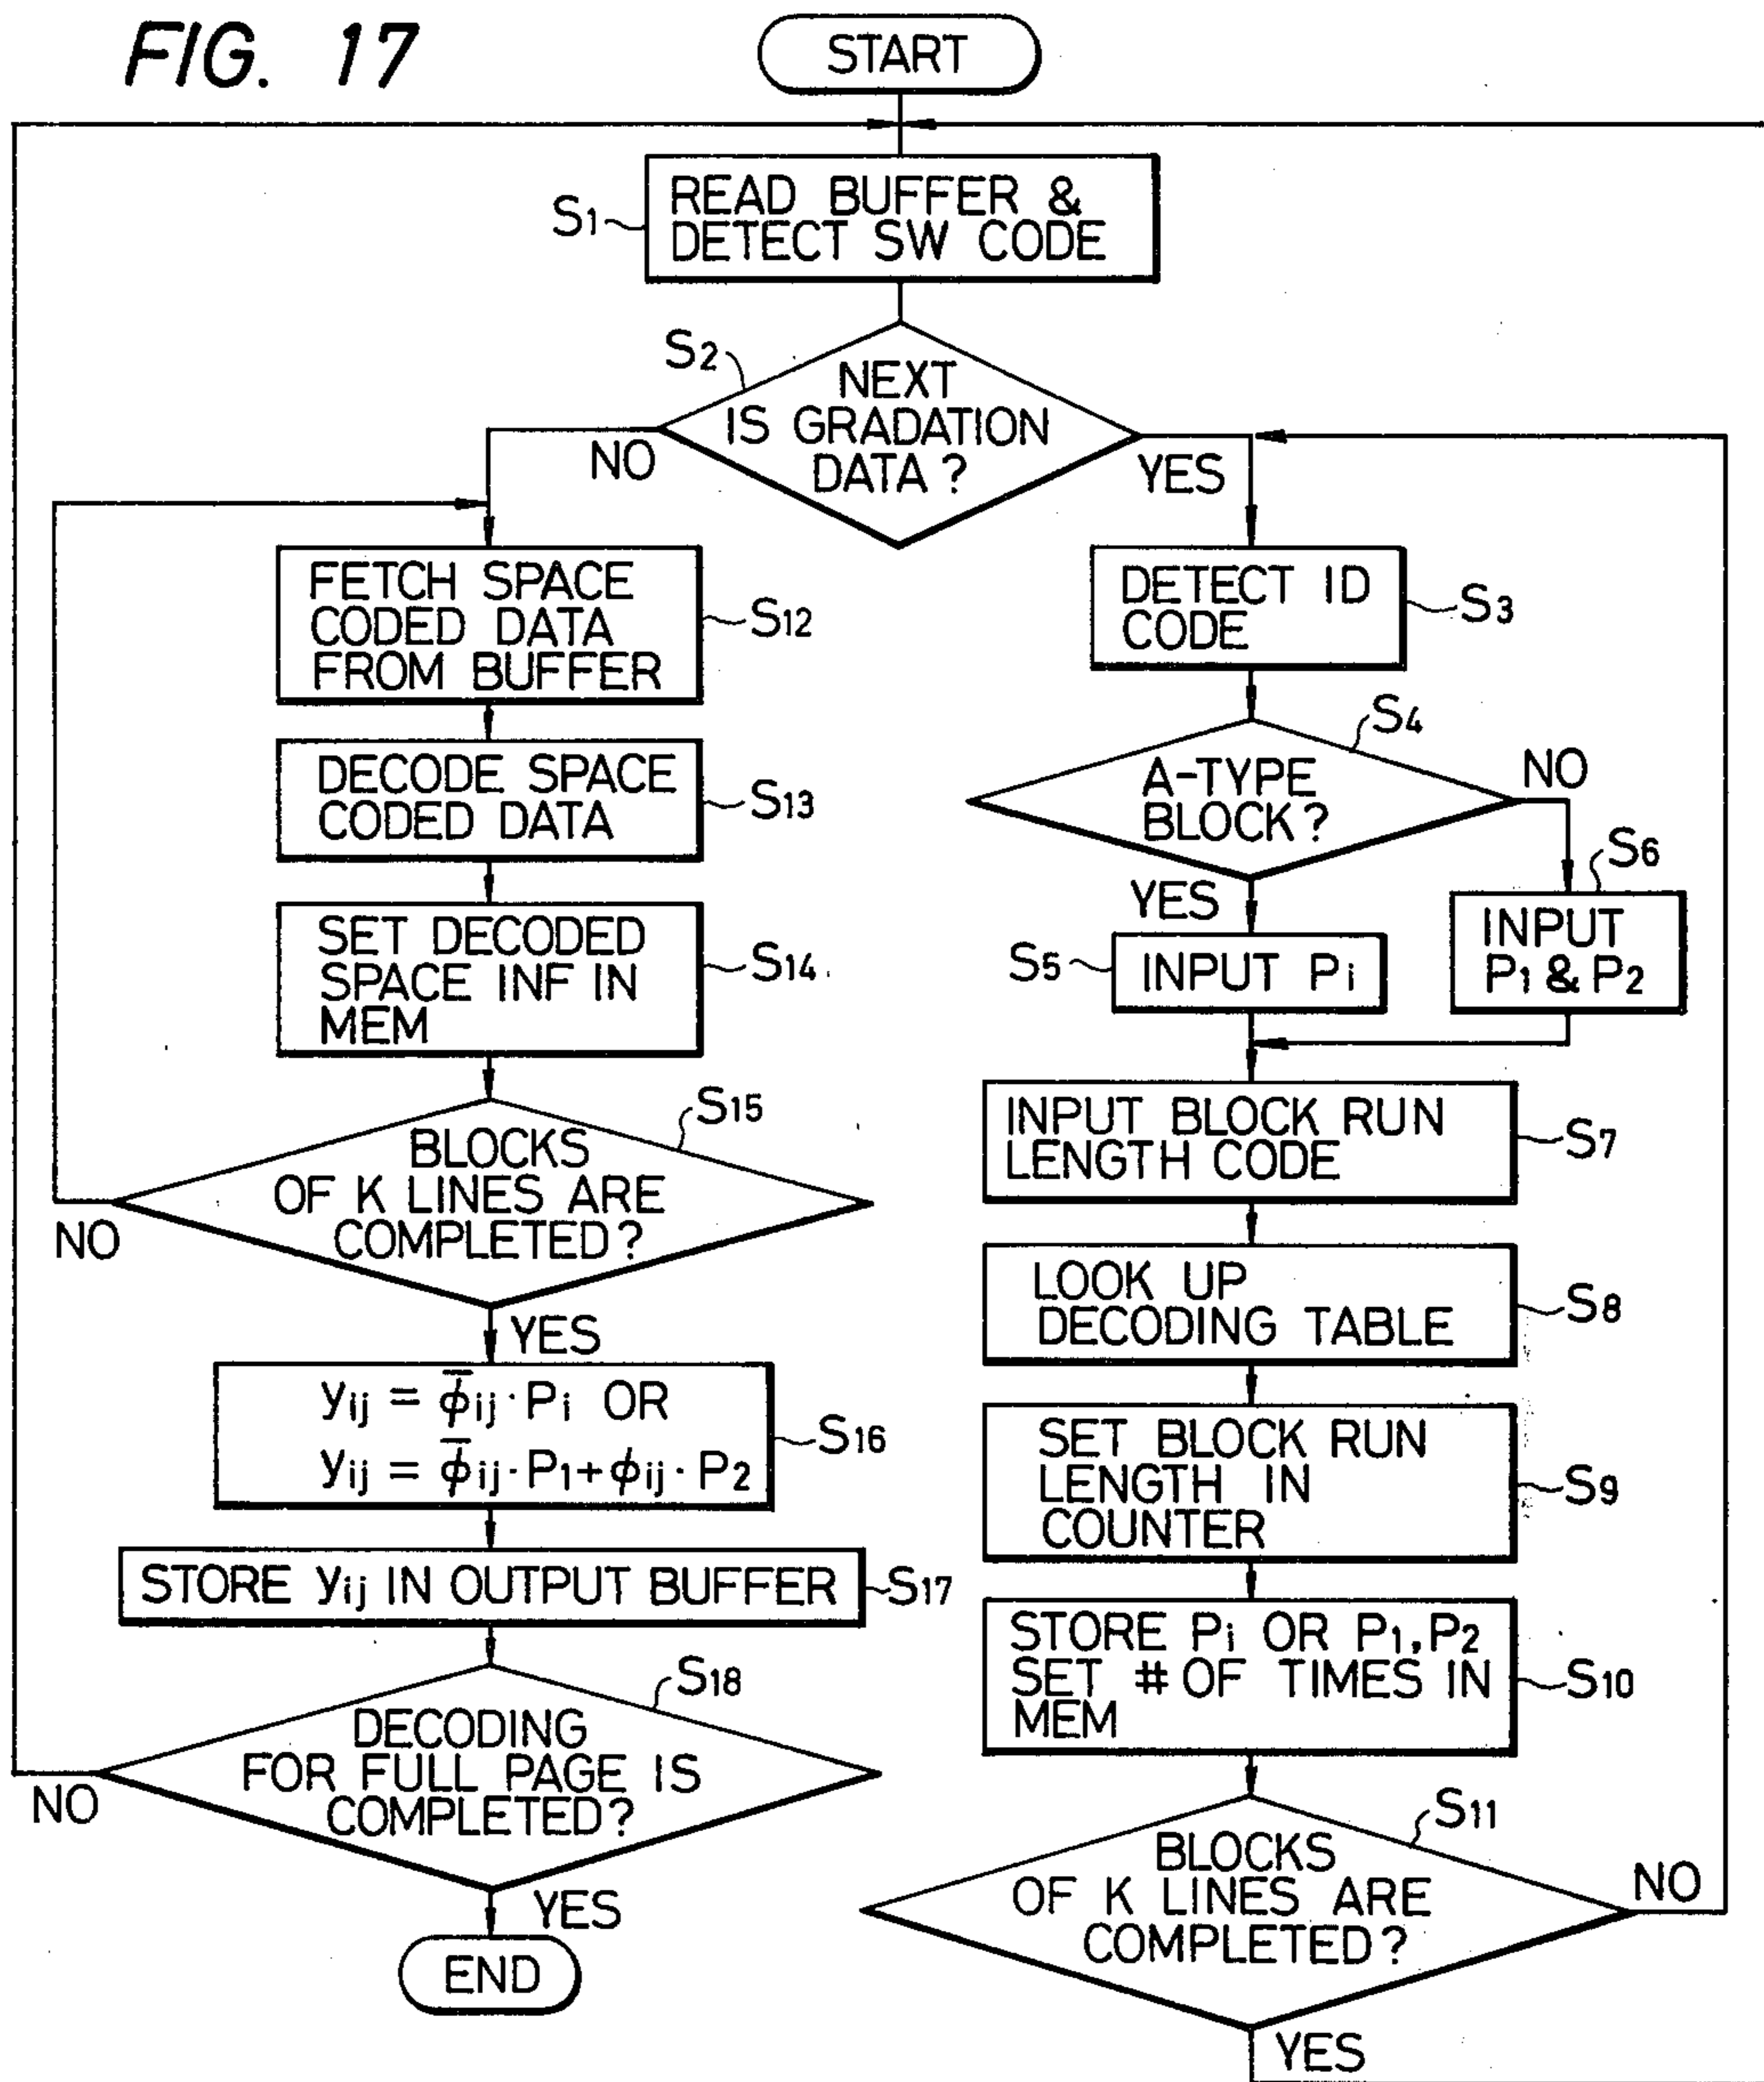 FIG. 17
START
S1
READ BUFFER &
DETECT SW CODE
S2
NEXT
IS GRADATION
DATA?
NO
YES
FETCH SPACE
CODED DATA
FROM BUFFER
S12
DECODE SPACE
CODED DATA
S13
SET DECODED
SPACE INF IN
MEM
S14
BLOCKS
OF K LINES ARE
COMPLETED?
S15
NO
YES
yij = φ̅ij · Pi OR
yij = φ̅ij · P1+φij · P2
S16
STORE yij IN OUTPUT BUFFER
S17
DECODING
FOR FULL PAGE IS
COMPLETED?
S18
NO
YES
END
DETECT ID
CODE
S3
S4
A-TYPE
BLOCK?
NO
YES
S5
INPUT Pi
S6
INPUT
P1 & P2
INPUT BLOCK RUN
LENGTH CODE
S7
LOOK UP
DECODING TABLE
S8
SET BLOCK RUN
LENGTH IN
COUNTER
S9
STORE Pi OR P1,P2
SET # OF TIMES IN
MEM
S10
S11
BLOCKS
OF K LINES ARE
COMPLETED?
NO
YES